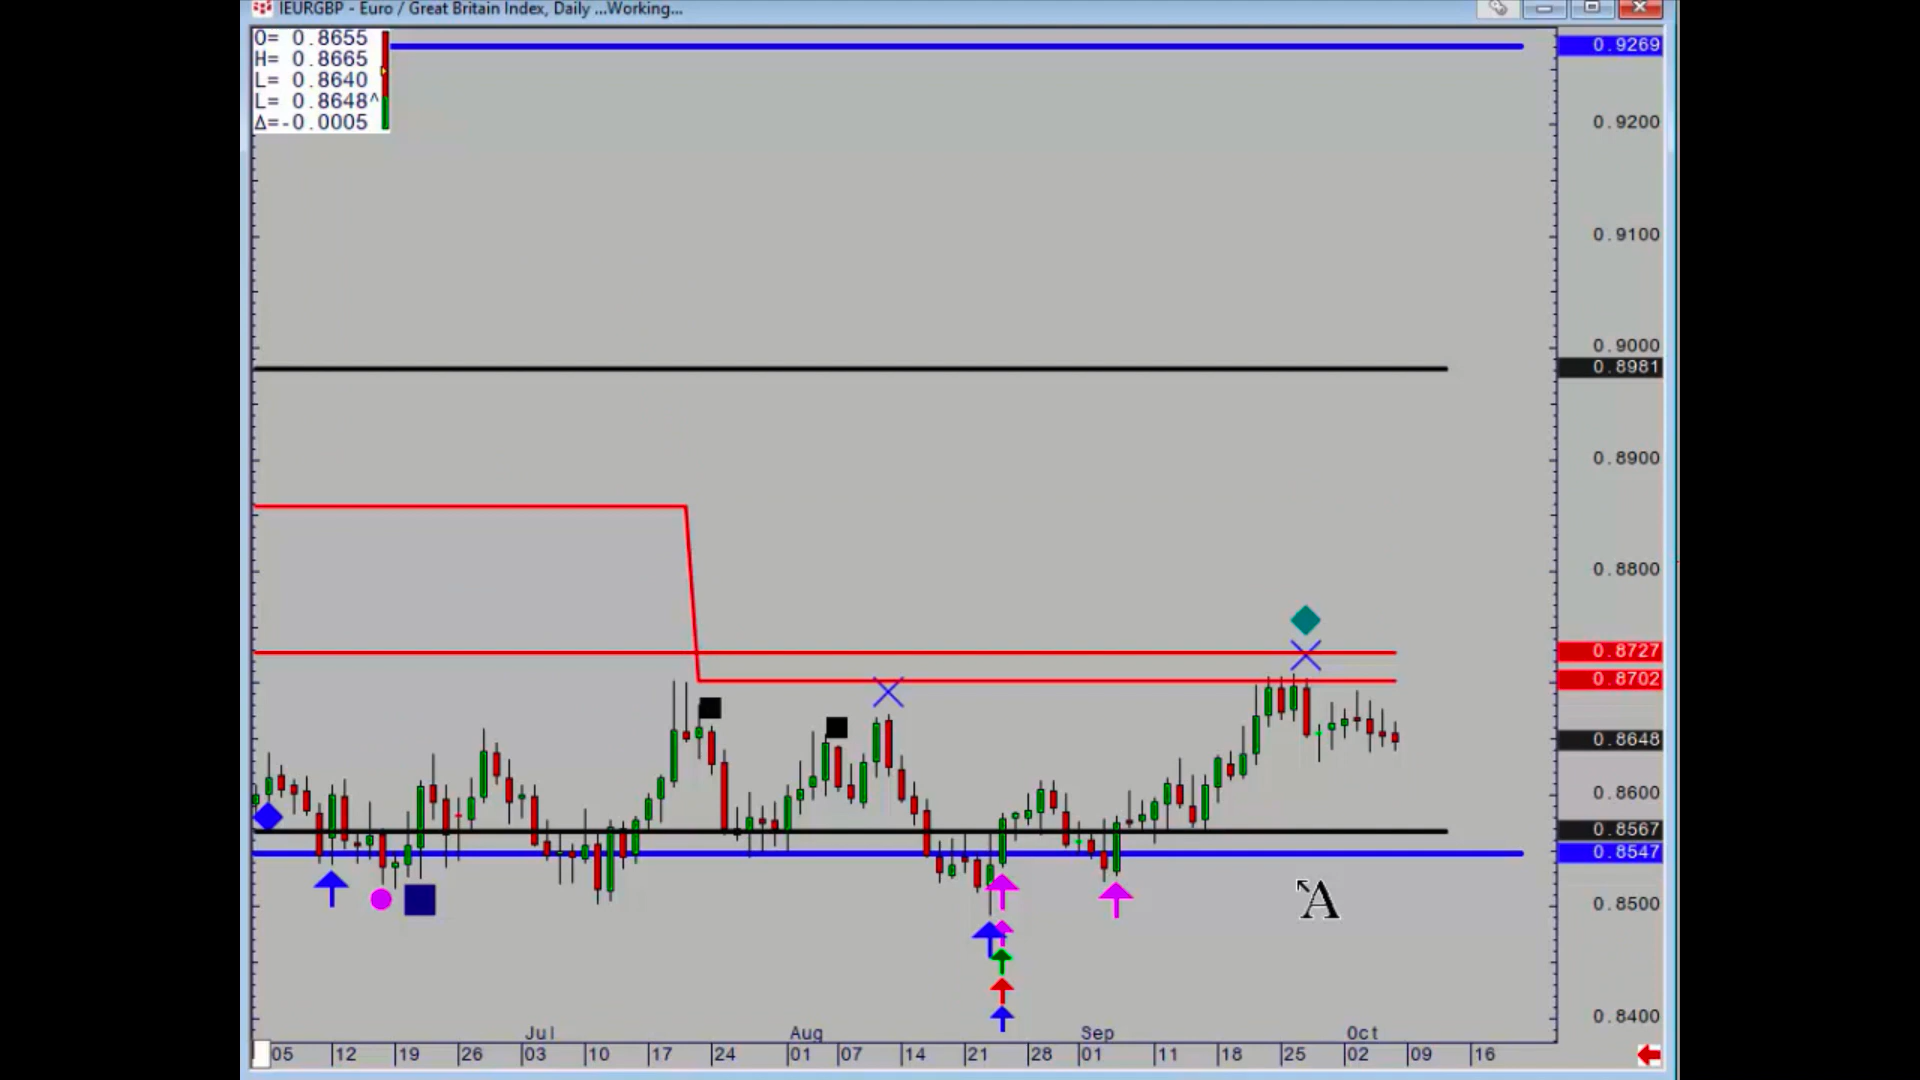 IEURGBP - Euro / Great Britain Index, Daily ...Working...
O= 0.8655
H= 0.8665
L= 0.8640
L= 0.8648^
Δ=-0.0005
0.9269
0.9200
0.9100
0.9000
0.8981
0.8900
0.8800
0.8727
0.8702
0.8648
0.8600
0.8567
0.8547
0.8500
0.8400
A
Jul Aug Sep Oct
05 12 19 26 03 10 17 24 01 07 14 21 28 01 11 18 25 02 09 16